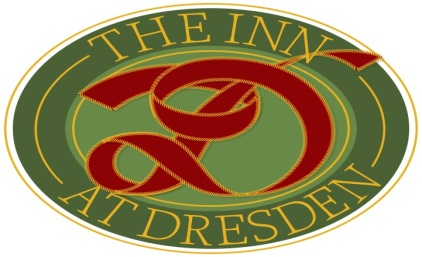 THE INN
D
AT DRESDEN